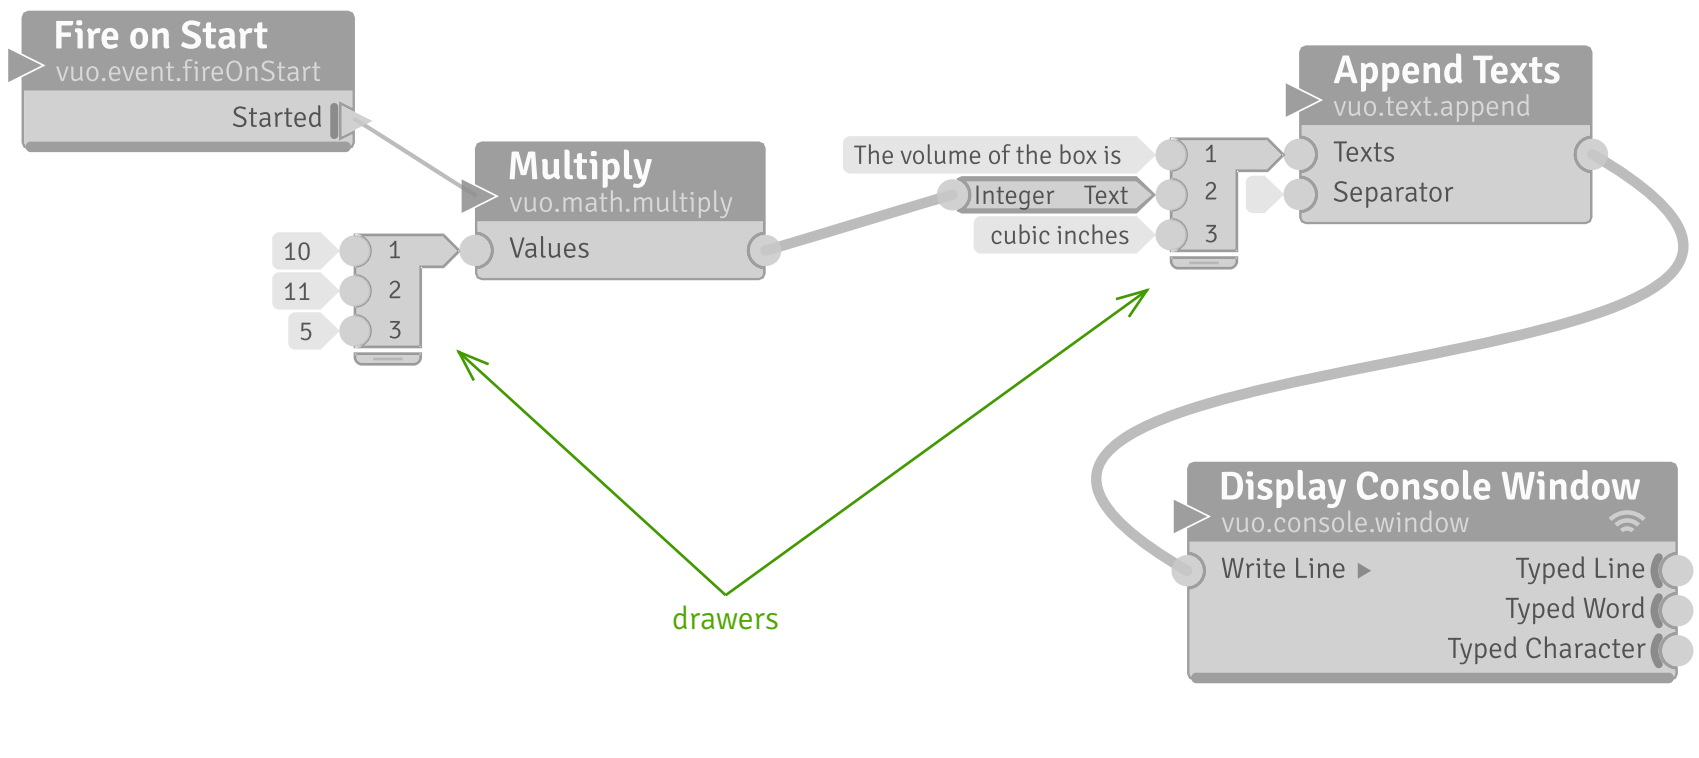 Fire on Start
vuo.event.fireOnStart
Started
Multiply
vuo.math.multiply
Values
10
1
11
2
5
3
The volume of the box is
1
Integer Text
2
cubic inches
3
Append Texts
vuo.text.append
Texts
Separator
drawers
Display Console Window
vuo.console.window
Write Line
Typed Line
Typed Word
Typed Character